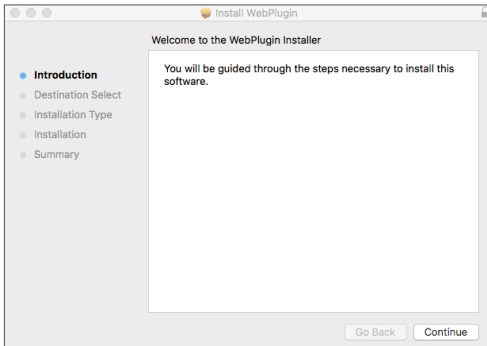 Install WebPlugin
Welcome to the WebPlugin Installer
Introduction
Destination Select
Installation Type
Installation
Summary
You will be guided through the steps necessary to install this
software.
Go Back
Continue